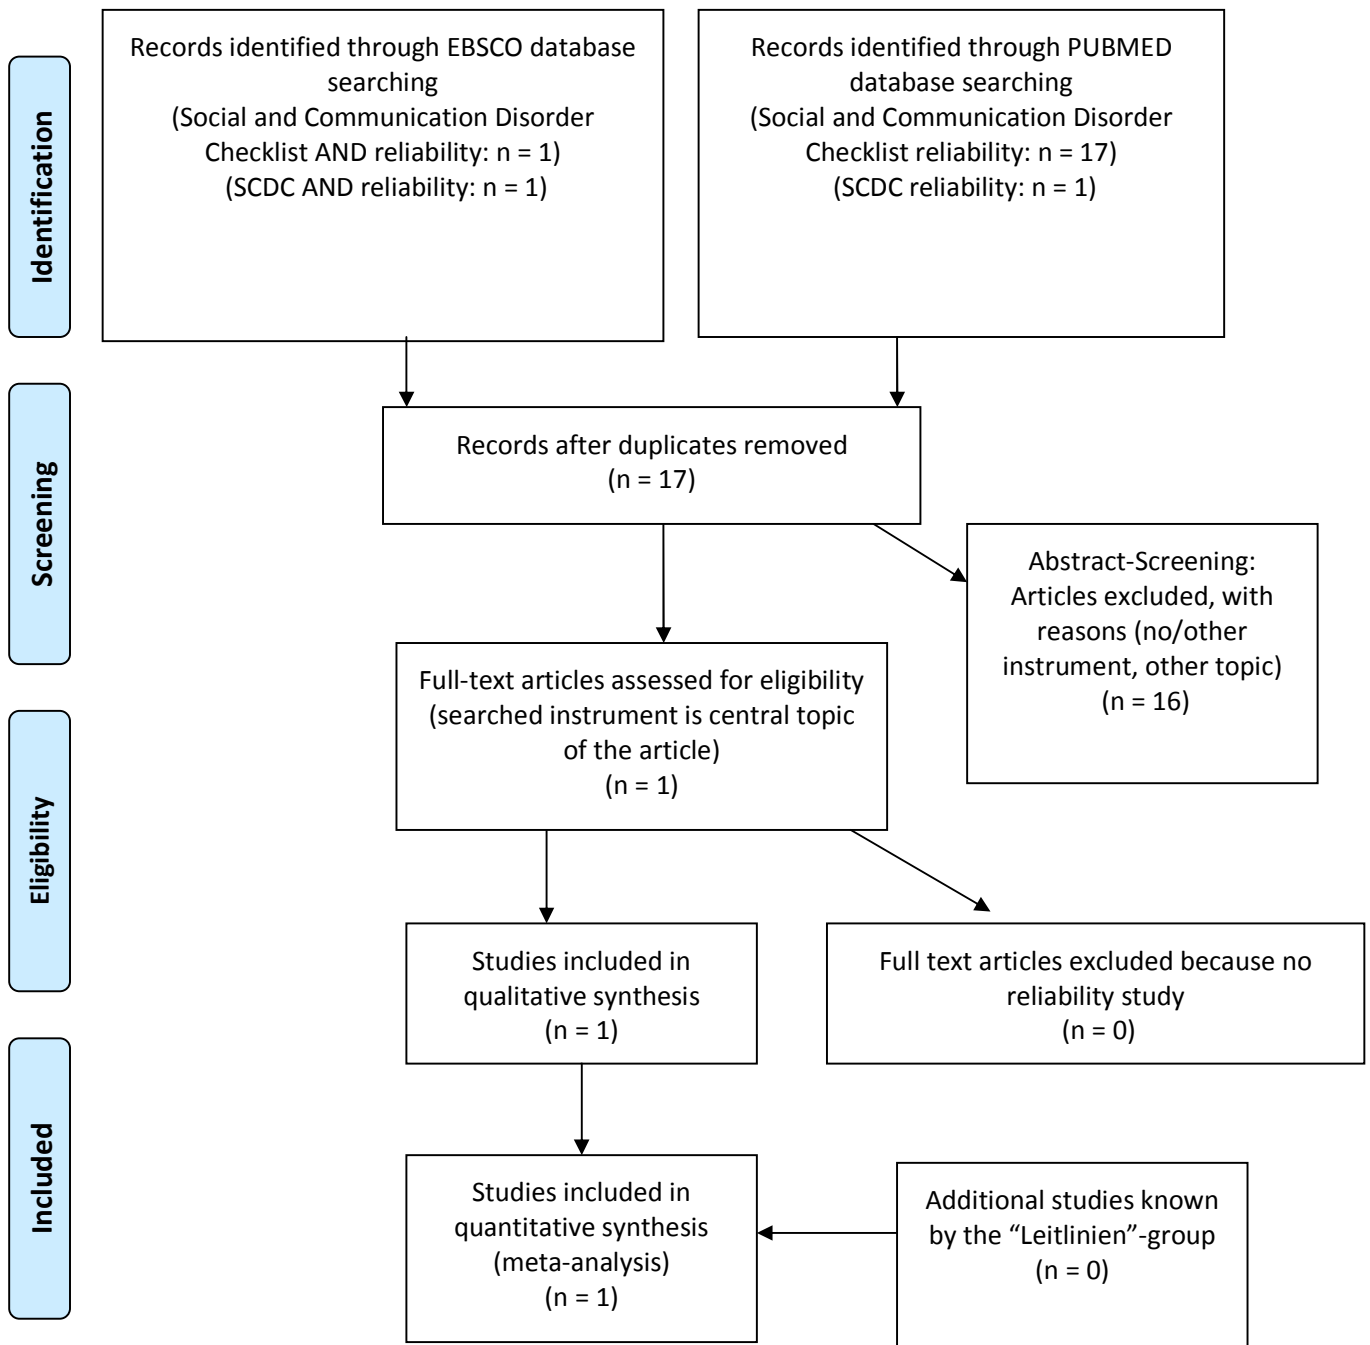 Identification
Records identified through EBSCO database
searching
(Social and Communication Disorder
Checklist AND reliability: n = 1)
(SCDC AND reliability: n = 1)
Records identified through PUBMED
database searching
(Social and Communication Disorder
Checklist reliability: n = 17)
(SCDC reliability: n = 1)
Screening
Records after duplicates removed
(n = 17)
Abstract-Screening:
Articles excluded, with
reasons (no/other
instrument, other topic)
(n = 16)
Eligibility
Full-text articles assessed for eligibility
(searched instrument is central topic
of the article)
(n = 1)
Studies included in
qualitative synthesis
(n = 1)
Full text articles excluded because no
reliability study
(n = 0)
Included
Studies included in
quantitative synthesis
(meta-analysis)
(n = 1)
Additional studies known
by the “Leitlinien”-group
(n = 0)